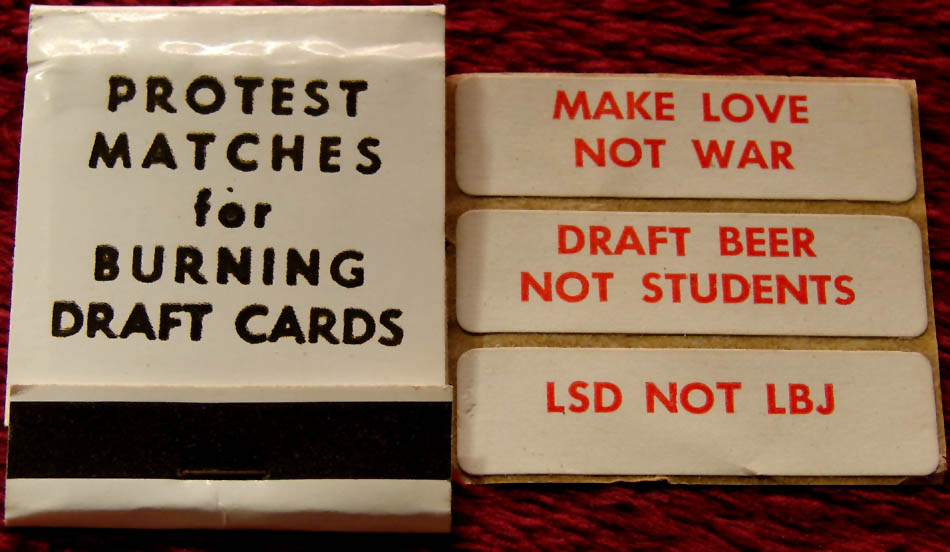 PROTEST
MATCHES
for
BURNING
DRAFT CARDS
MAKE LOVE
NOT WAR
DRAFT BEER
NOT STUDENTS
LSD NOT LBJ